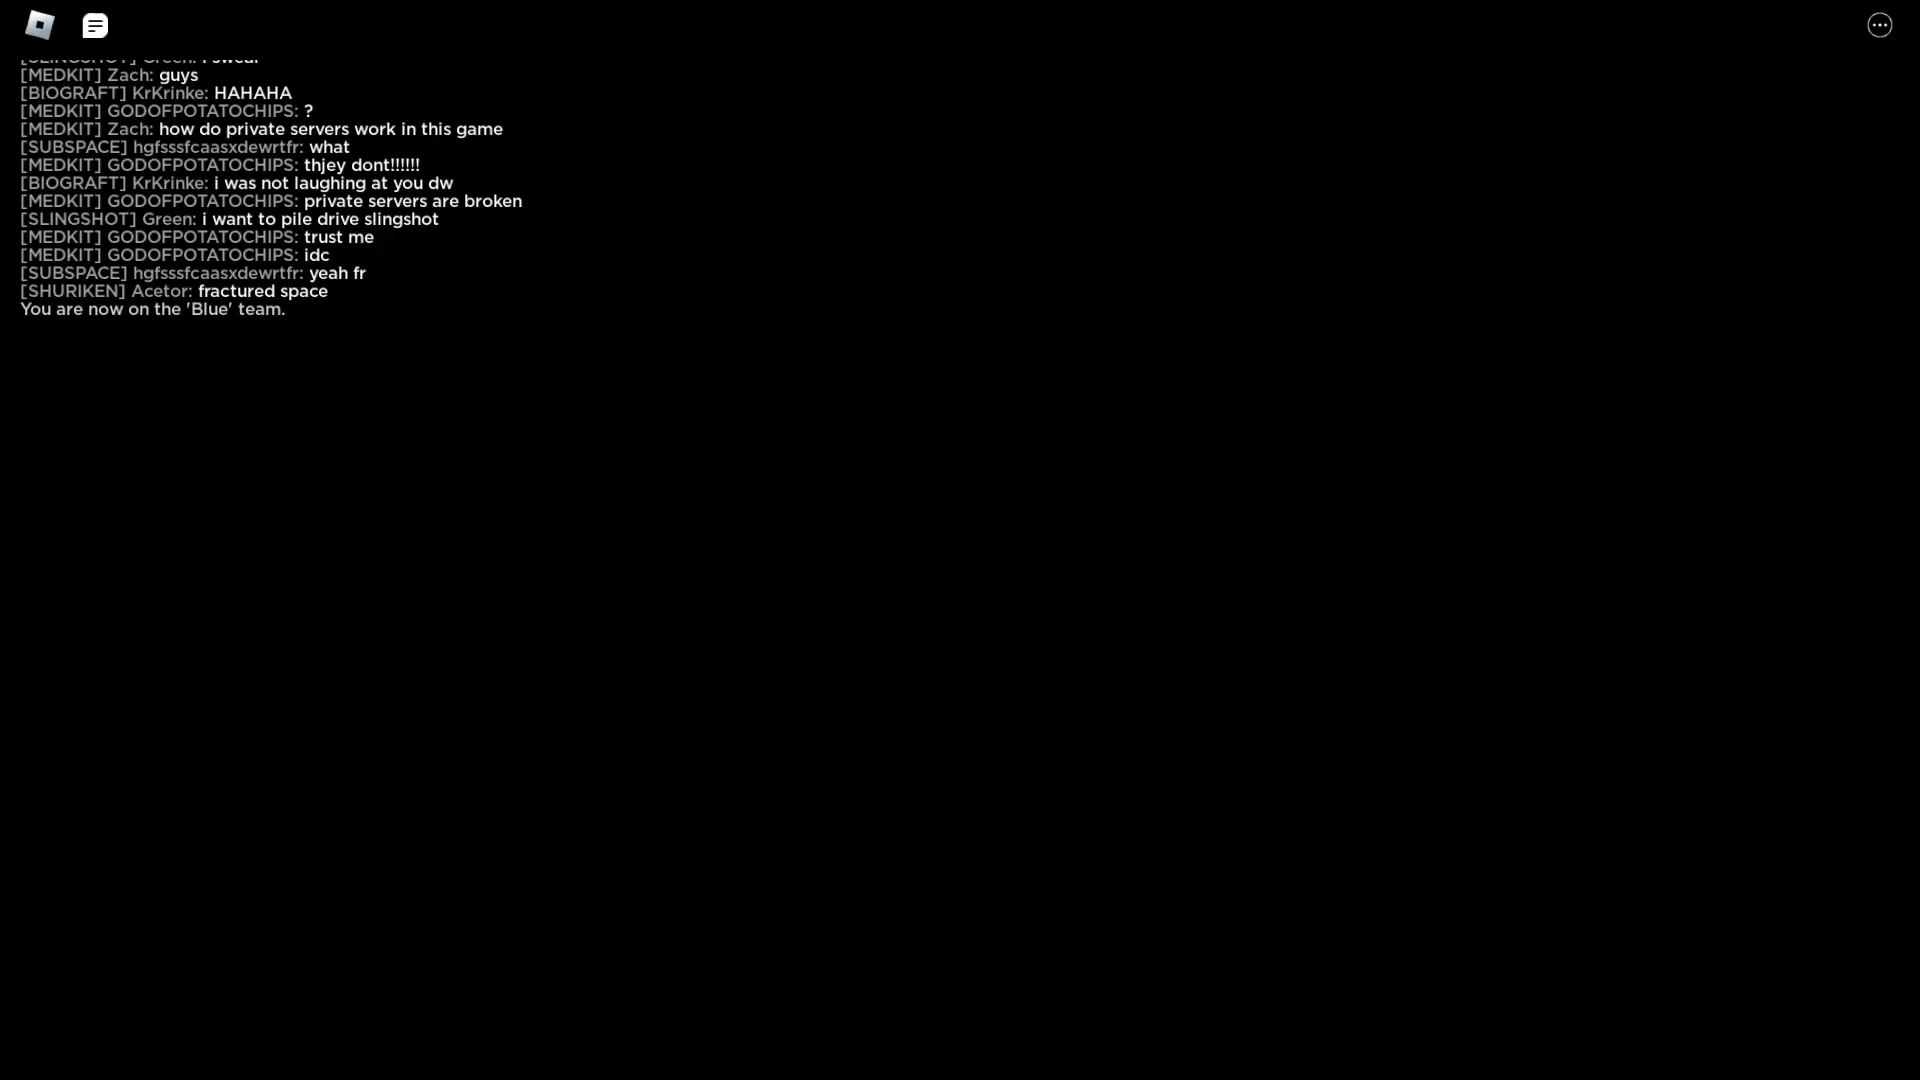 [SLINGSHOT] Green: i swear
[MEDKIT] Zach: guys
[BIOGRAFT] KrKrinke: HAHAHA
[MEDKIT] GODOFPOTATOCHIPS: ?
[MEDKIT] Zach: how do private servers work in this game
[SUBSPACE] hgfsssfcaasxdewrtfr: what
[MEDKIT] GODOFPOTATOCHIPS: thjey dont!!!!!!
[BIOGRAFT] KrKrinke: i was not laughing at you dw
[MEDKIT] GODOFPOTATOCHIPS: private servers are broken
[SLINGSHOT] Green: i want to pile drive slingshot
[MEDKIT] GODOFPOTATOCHIPS: trust me
[MEDKIT] GODOFPOTATOCHIPS: idc
[SUBSPACE] hgfsssfcaasxdewrtfr: yeah fr
[SHURIKEN] Acetor: fractured space
You are now on the 'Blue' team.